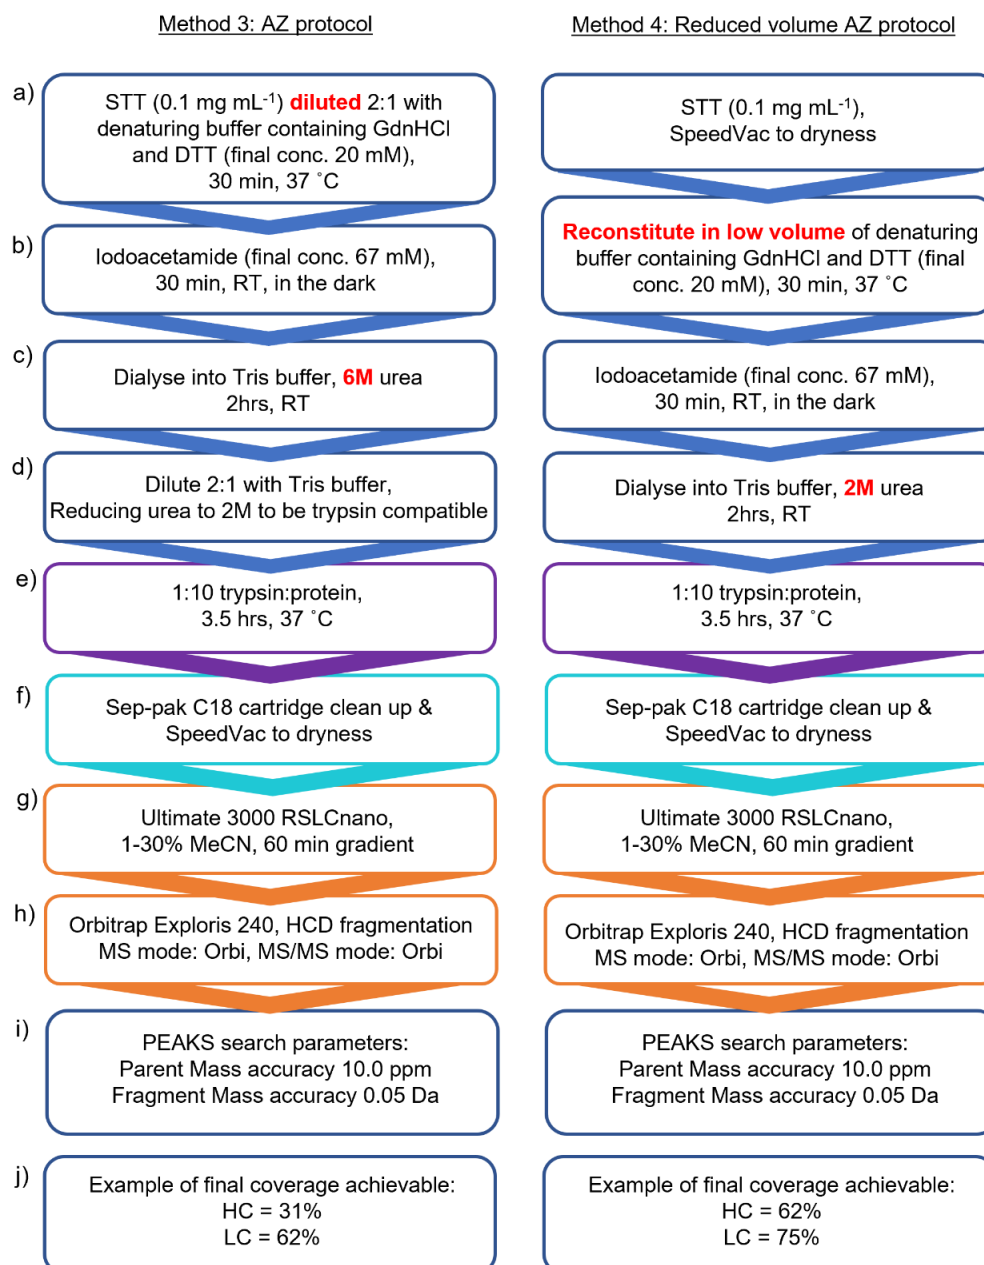 Method 3: AZ protocol
Method 4: Reduced volume AZ protocol
a)
STT (0.1 mg mL⁻¹) diluted 2:1 with
denaturing buffer containing GdnHCl
and DTT (final conc. 20 mM),
30 min, 37 ˚C
STT (0.1 mg mL⁻¹),
SpeedVac to dryness
b)
Iodoacetamide (final conc. 67 mM),
30 min, RT, in the dark
Reconstitute in low volume of denaturing
buffer containing GdnHCl and DTT (final
conc. 20 mM), 30 min, 37 ˚C
c)
Dialyse into Tris buffer, 6M urea
2hrs, RT
Iodoacetamide (final conc. 67 mM),
30 min, RT, in the dark
d)
Dilute 2:1 with Tris buffer,
Reducing urea to 2M to be trypsin compatible
Dialyse into Tris buffer, 2M urea
2hrs, RT
e)
1:10 trypsin:protein,
3.5 hrs, 37 ˚C
1:10 trypsin:protein,
3.5 hrs, 37 ˚C
f)
Sep-pak C18 cartridge clean up &
SpeedVac to dryness
Sep-pak C18 cartridge clean up &
SpeedVac to dryness
g)
Ultimate 3000 RSLCnano,
1-30% MeCN, 60 min gradient
Ultimate 3000 RSLCnano,
1-30% MeCN, 60 min gradient
h)
Orbitrap Exploris 240, HCD fragmentation
MS mode: Orbi, MS/MS mode: Orbi
Orbitrap Exploris 240, HCD fragmentation
MS mode: Orbi, MS/MS mode: Orbi
i)
PEAKS search parameters:
Parent Mass accuracy 10.0 ppm
Fragment Mass accuracy 0.05 Da
PEAKS search parameters:
Parent Mass accuracy 10.0 ppm
Fragment Mass accuracy 0.05 Da
j)
Example of final coverage achievable:
HC = 31%
LC = 62%
Example of final coverage achievable:
HC = 62%
LC = 75%